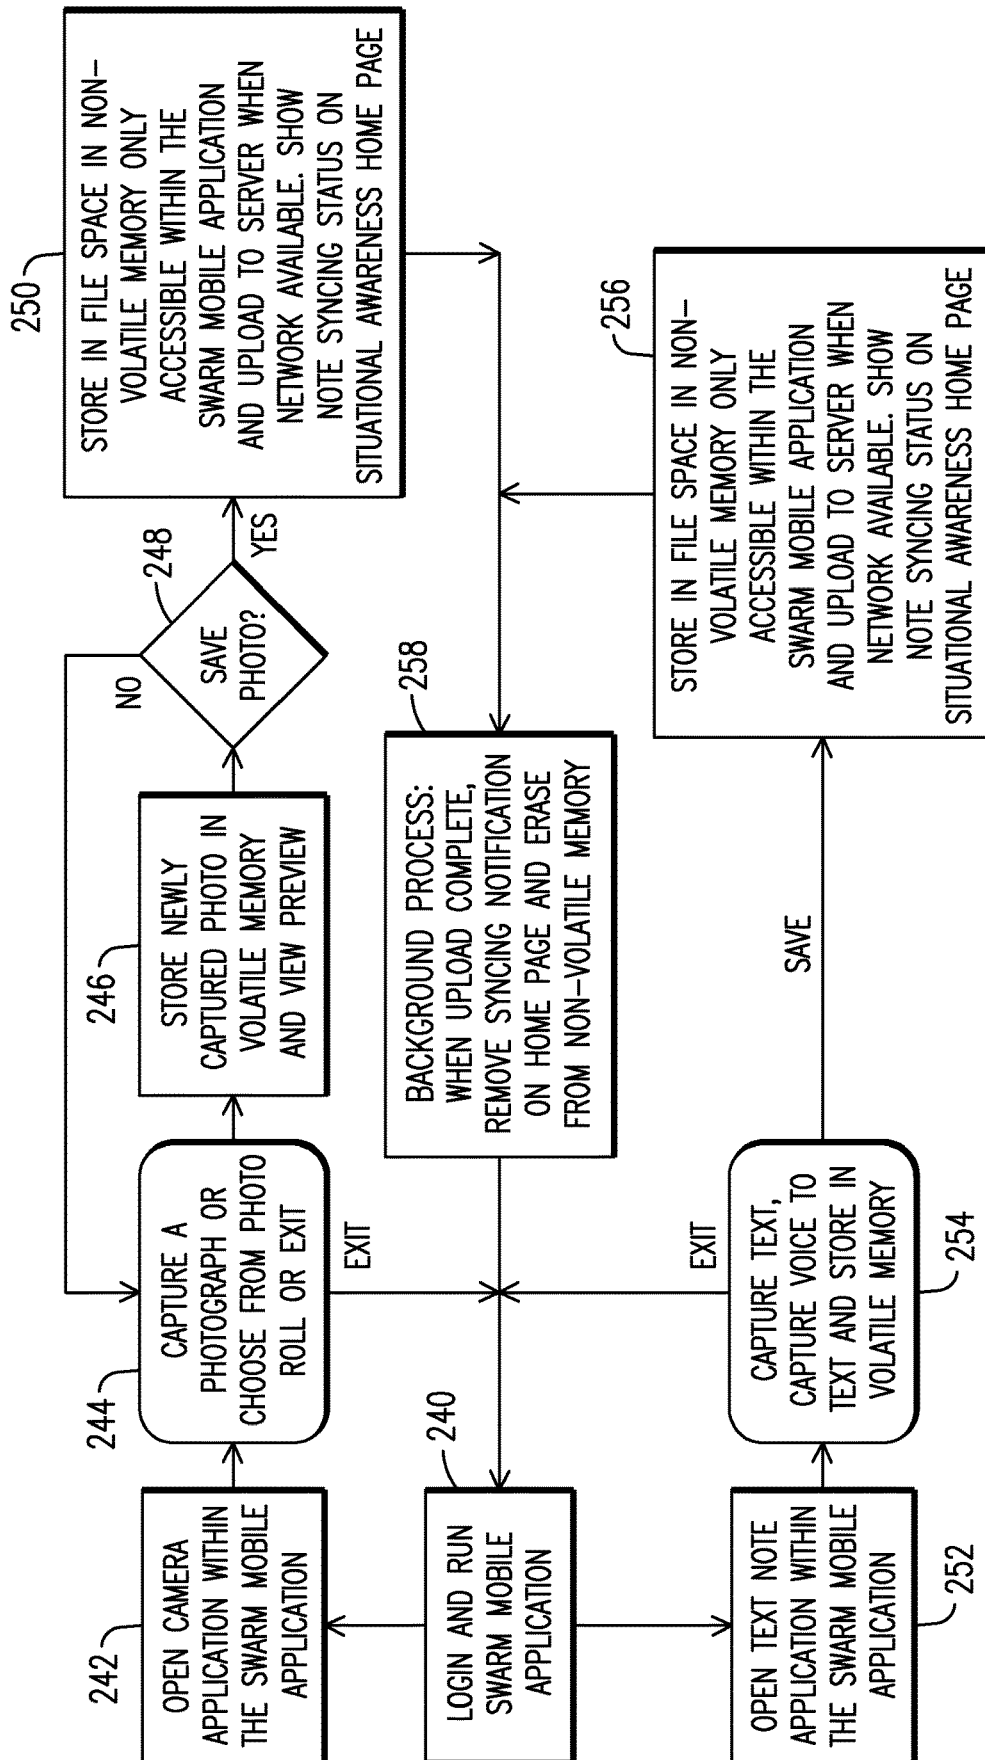 242
OPEN CAMERA
APPLICATION WITHIN
THE SWARM MOBILE
APPLICATION
244
CAPTURE A
PHOTOGRAPH OR
CHOOSE FROM PHOTO
ROLL OR EXIT
EXIT
246
STORE NEWLY
CAPTURED PHOTO IN
VOLATILE MEMORY
AND VIEW PREVIEW
248
SAVE
PHOTO?
NO
YES
250
STORE IN FILE SPACE IN NON-
VOLATILE MEMORY ONLY
ACCESSIBLE WITHIN THE
SWARM MOBILE APPLICATION
AND UPLOAD TO SERVER WHEN
NETWORK AVAILABLE. SHOW
NOTE SYNCING STATUS ON
SITUATIONAL AWARENESS HOME PAGE
240
LOGIN AND RUN
SWARM MOBILE
APPLICATION
258
BACKGROUND PROCESS:
WHEN UPLOAD COMPLETE,
REMOVE SYNCING NOTIFICATION
ON HOME PAGE AND ERASE
FROM NON-VOLATILE MEMORY
OPEN TEXT NOTE
APPLICATION WITHIN
THE SWARM MOBILE
APPLICATION
252
EXIT
CAPTURE TEXT,
CAPTURE VOICE TO
TEXT AND STORE IN
VOLATILE MEMORY
254
SAVE
256
STORE IN FILE SPACE IN NON-
VOLATILE MEMORY ONLY
ACCESSIBLE WITHIN THE
SWARM MOBILE APPLICATION
AND UPLOAD TO SERVER WHEN
NETWORK AVAILABLE. SHOW
NOTE SYNCING STATUS ON
SITUATIONAL AWARENESS HOME PAGE